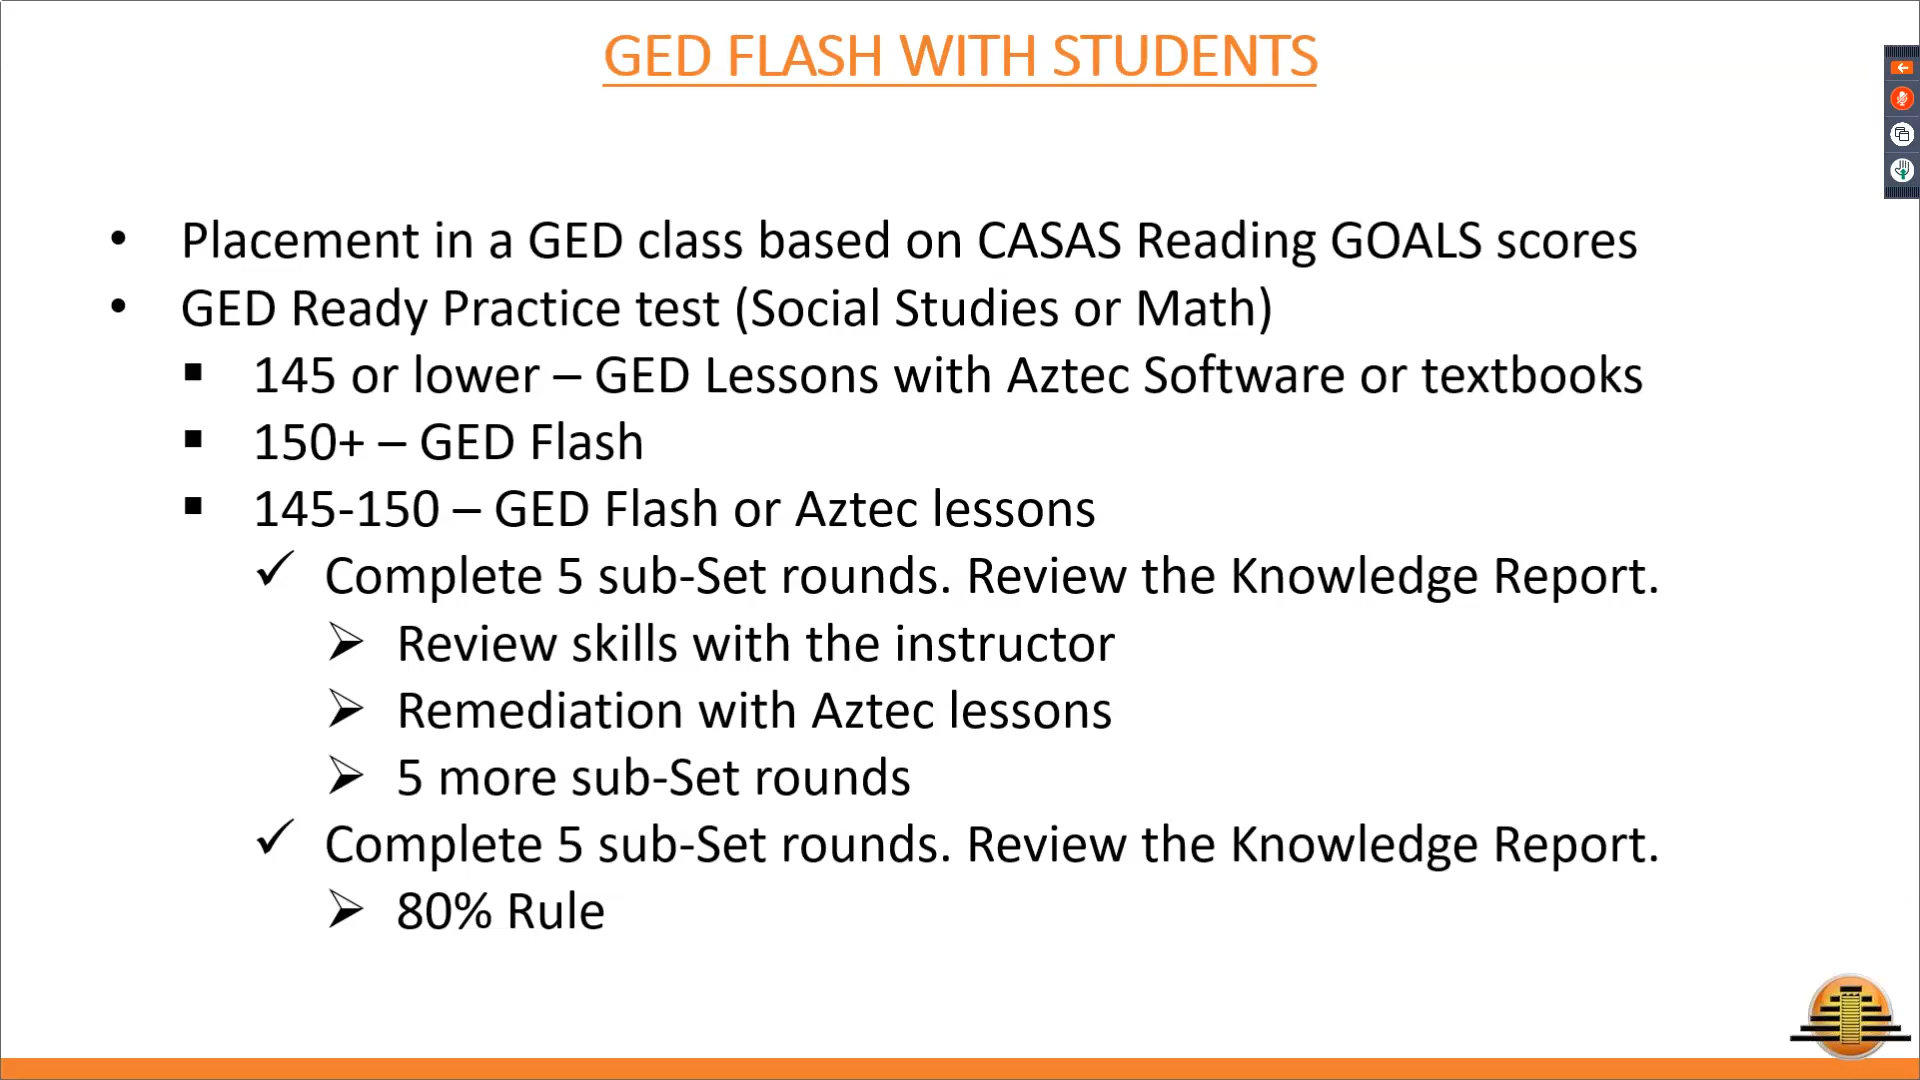 GED FLASH WITH STUDENTS
• Placement in a GED class based on CASAS Reading GOALS scores
• GED Ready Practice test (Social Studies or Math)
▪ 145 or lower – GED Lessons with Aztec Software or textbooks
▪ 150+ – GED Flash
▪ 145-150 – GED Flash or Aztec lessons
✓ Complete 5 sub-Set rounds. Review the Knowledge Report.
➢ Review skills with the instructor
➢ Remediation with Aztec lessons
➢ 5 more sub-Set rounds
✓ Complete 5 sub-Set rounds. Review the Knowledge Report.
➢ 80% Rule